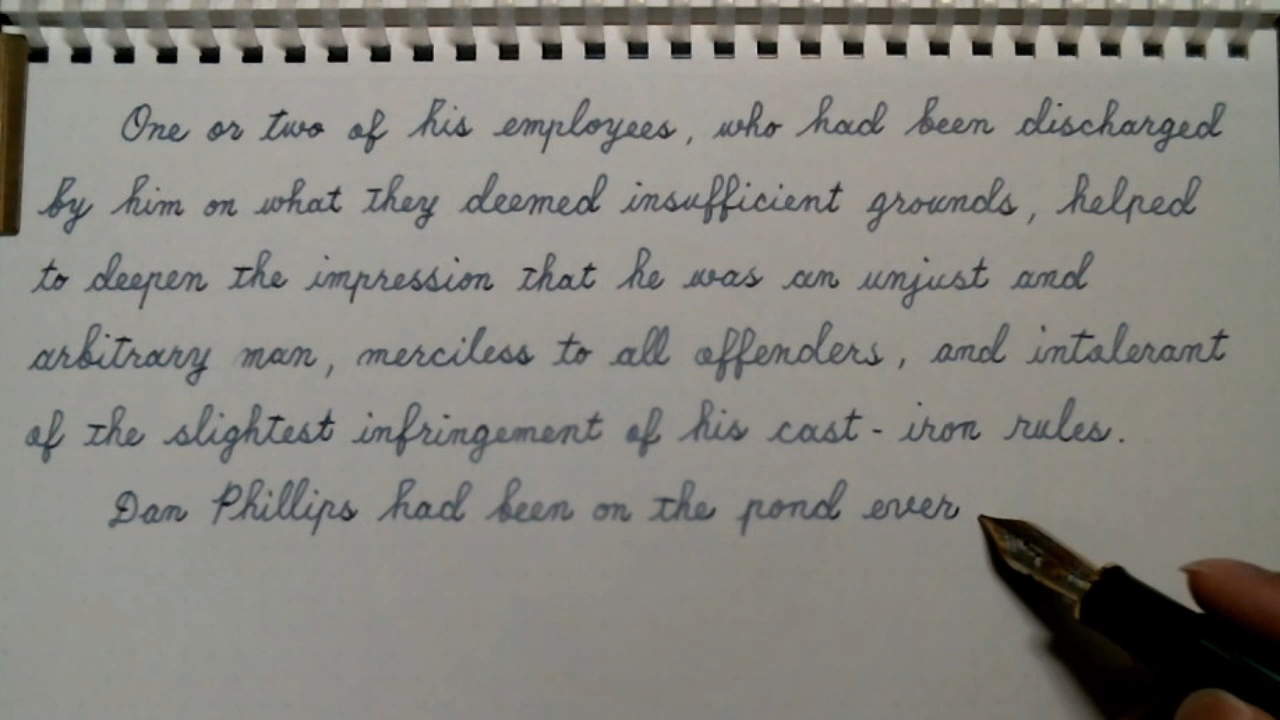 One or two of his employees, who had been discharged
by him on what they deemed insufficient grounds, helped
to deepen the impression that he was an unjust and
arbitrary man, merciless to all offenders, and intolerant
of the slightest infringement of his cast-iron rules.
Dan Phillips had been on the pond ever